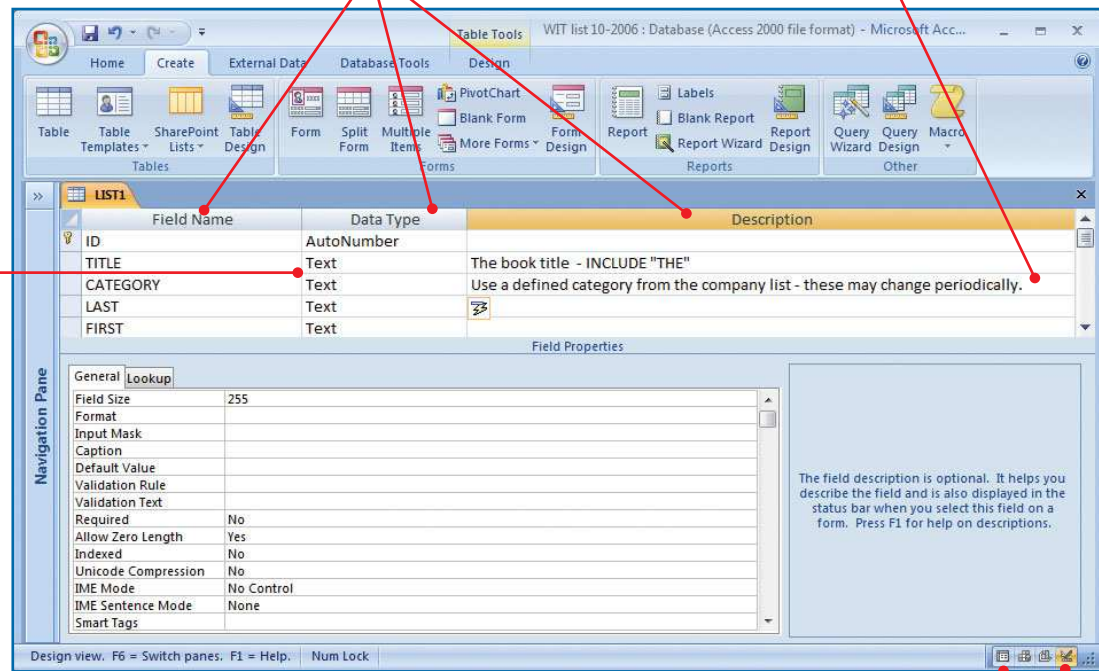 Table Tools WIT list 10-2006 : Database (Access 2000 file format) - Microsoft Acc...
Home Create External Data Database Tools Design
Table
Table Templates
SharePoint Lists
Table Design
Tables
Form
Split Form
Multiple Items
PivotChart
Blank Form
More Forms
Form Design
Forms
Report
Labels
Blank Report
Report Wizard
Report Design
Reports
Query Wizard
Query Design
Macro
Other
LIST1
Field Name Data Type Description
ID AutoNumber
TITLE Text The book title - INCLUDE "THE"
CATEGORY Text Use a defined category from the company list - these may change periodically.
LAST Text
FIRST Text
Field Properties
Navigation Pane
General Lookup
Field Size 255
Format
Input Mask
Caption
Default Value
Validation Rule
Validation Text
Required No
Allow Zero Length Yes
Indexed No
Unicode Compression No
IME Mode No Control
IME Sentence Mode None
Smart Tags
The field description is optional. It helps you
describe the field and is also displayed in the
status bar when you select this field on a
form. Press F1 for help on descriptions.
Design view. F6 = Switch panes. F1 = Help. Num Lock